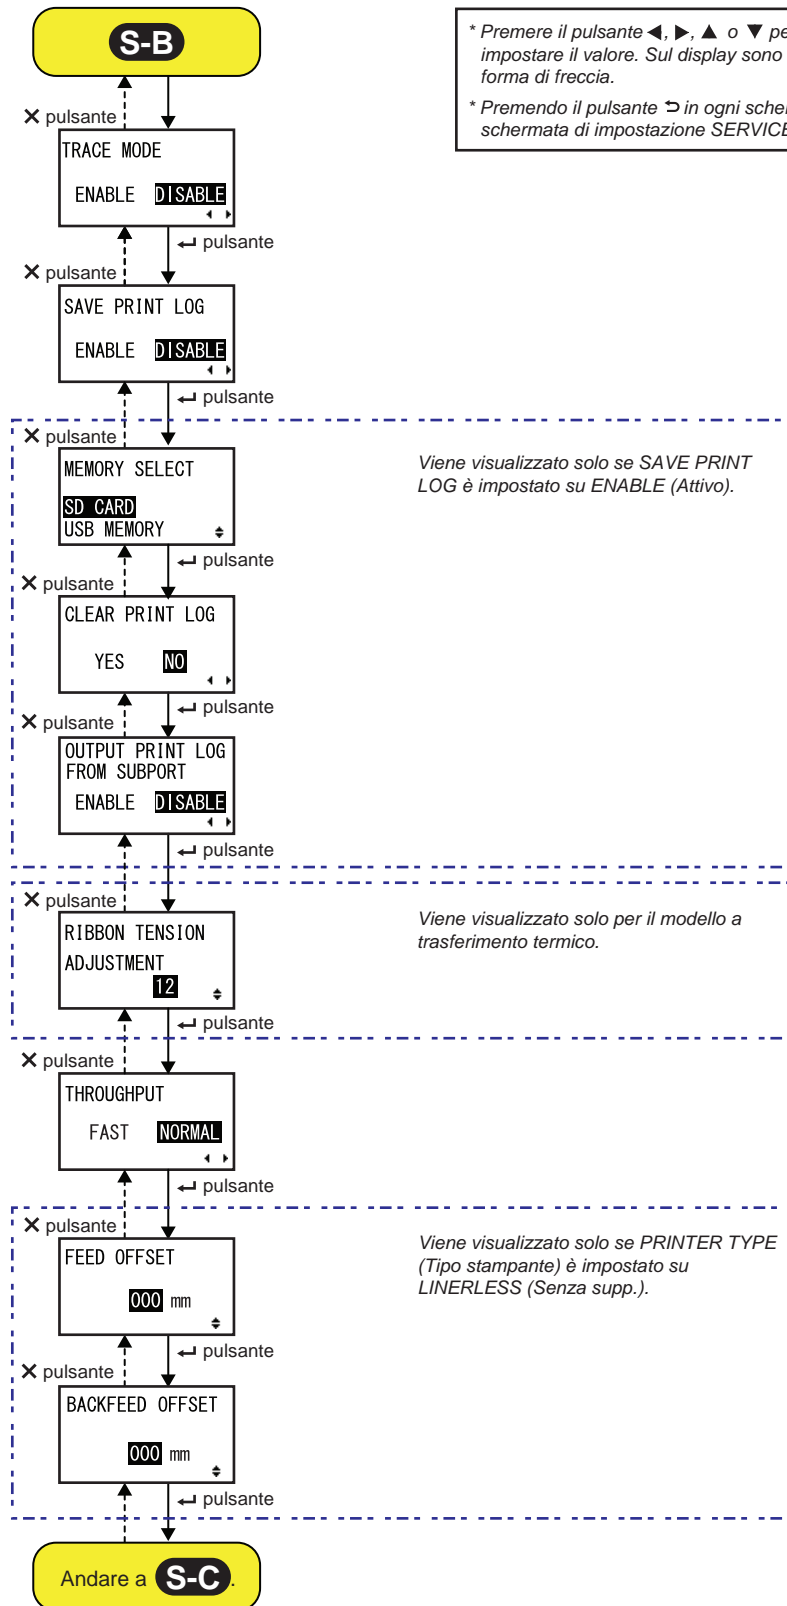 S-B
* Premere il pulsante ◀, ▶, ▲ o ▼ pe
impostare il valore. Sul display sono
forma di freccia.
* Premendo il pulsante ⮌ in ogni scher
schermata di impostazione SERVICE
✕ pulsante
TRACE MODE
ENABLE DISABLE
↵ pulsante
✕ pulsante
SAVE PRINT LOG
ENABLE DISABLE
↵ pulsante
✕ pulsante
MEMORY SELECT
SD CARD
USB MEMORY
Viene visualizzato solo se SAVE PRINT
LOG è impostato su ENABLE (Attivo).
↵ pulsante
✕ pulsante
CLEAR PRINT LOG
YES NO
↵ pulsante
✕ pulsante
OUTPUT PRINT LOG
FROM SUBPORT
ENABLE DISABLE
↵ pulsante
✕ pulsante
RIBBON TENSION
ADJUSTMENT
12
Viene visualizzato solo per il modello a
trasferimento termico.
↵ pulsante
✕ pulsante
THROUGHPUT
FAST NORMAL
↵ pulsante
✕ pulsante
FEED OFFSET
000 mm
Viene visualizzato solo se PRINTER TYPE
(Tipo stampante) è impostato su
LINERLESS (Senza supp.).
↵ pulsante
✕ pulsante
BACKFEED OFFSET
000 mm
↵ pulsante
Andare a S-C.